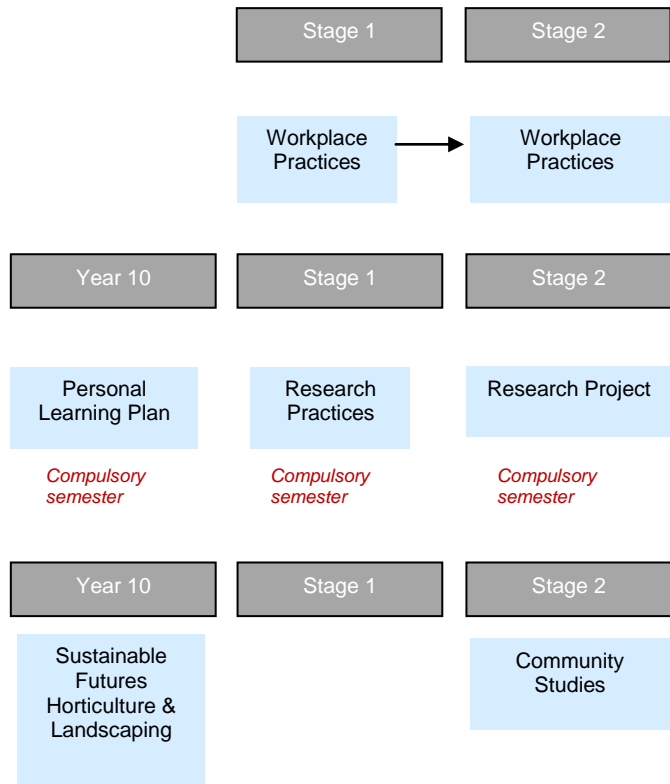 Stage 1
Stage 2
Workplace
Practices
Workplace
Practices
Year 10
Stage 1
Stage 2
Personal
Learning Plan
Research
Practices
Research Project
Compulsory
semester
Compulsory
semester
Compulsory
semester
Year 10
Stage 1
Stage 2
Sustainable
Futures
Horticulture &
Landscaping
Community
Studies